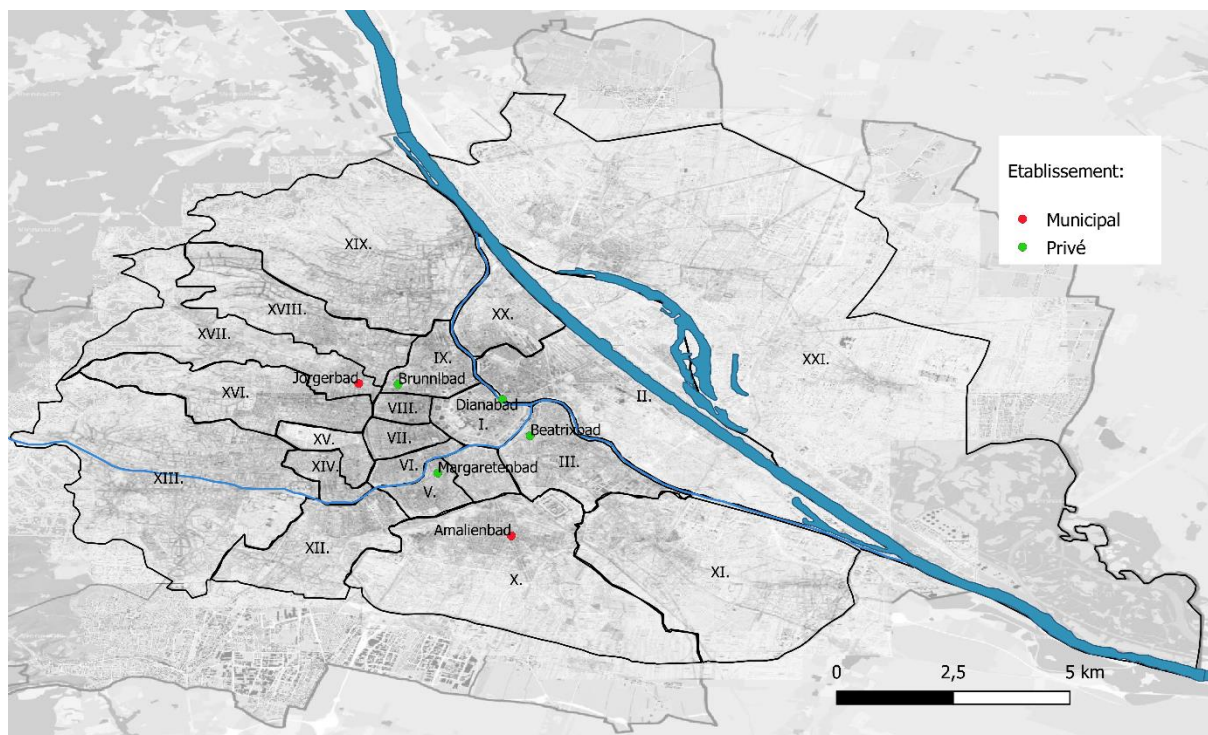 Etablissement:
Municipal
Privé
XIX.
XVIII.
XX.
XVII.
IX.
XXI.
Jörgerbad
Brunnlbad
XVI.
VIII.
Dianabad
II.
I.
XV.
VII.
Beatrixbad
XIV.
VI.
Margaretenbad
III.
XIII.
V.
Amalienbad
XII.
XI.
X.
0 2,5 5 km